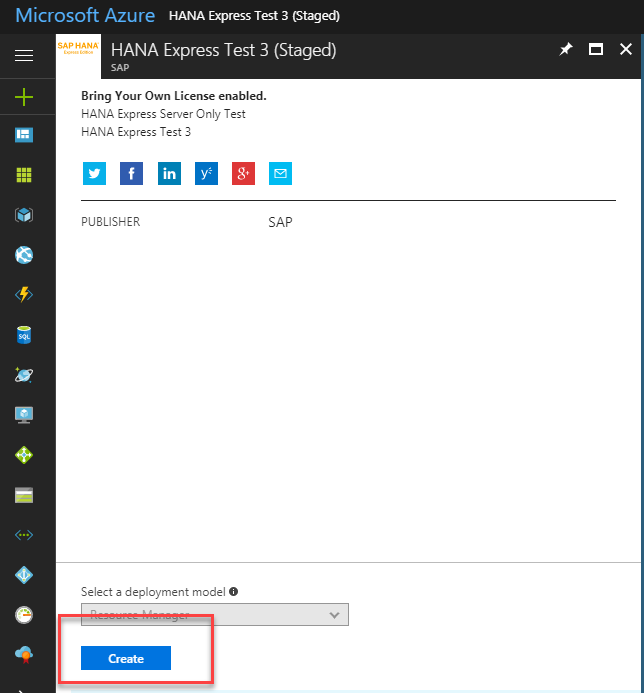 Microsoft Azure HANA Express Test 3 (Staged)
SAP HANA
Express Edition
HANA Express Test 3 (Staged)
SAP
Bring Your Own License enabled.
HANA Express Server Only Test
HANA Express Test 3
f in y g+
PUBLISHER SAP
SQL
Select a deployment model
Resource Manager
Create